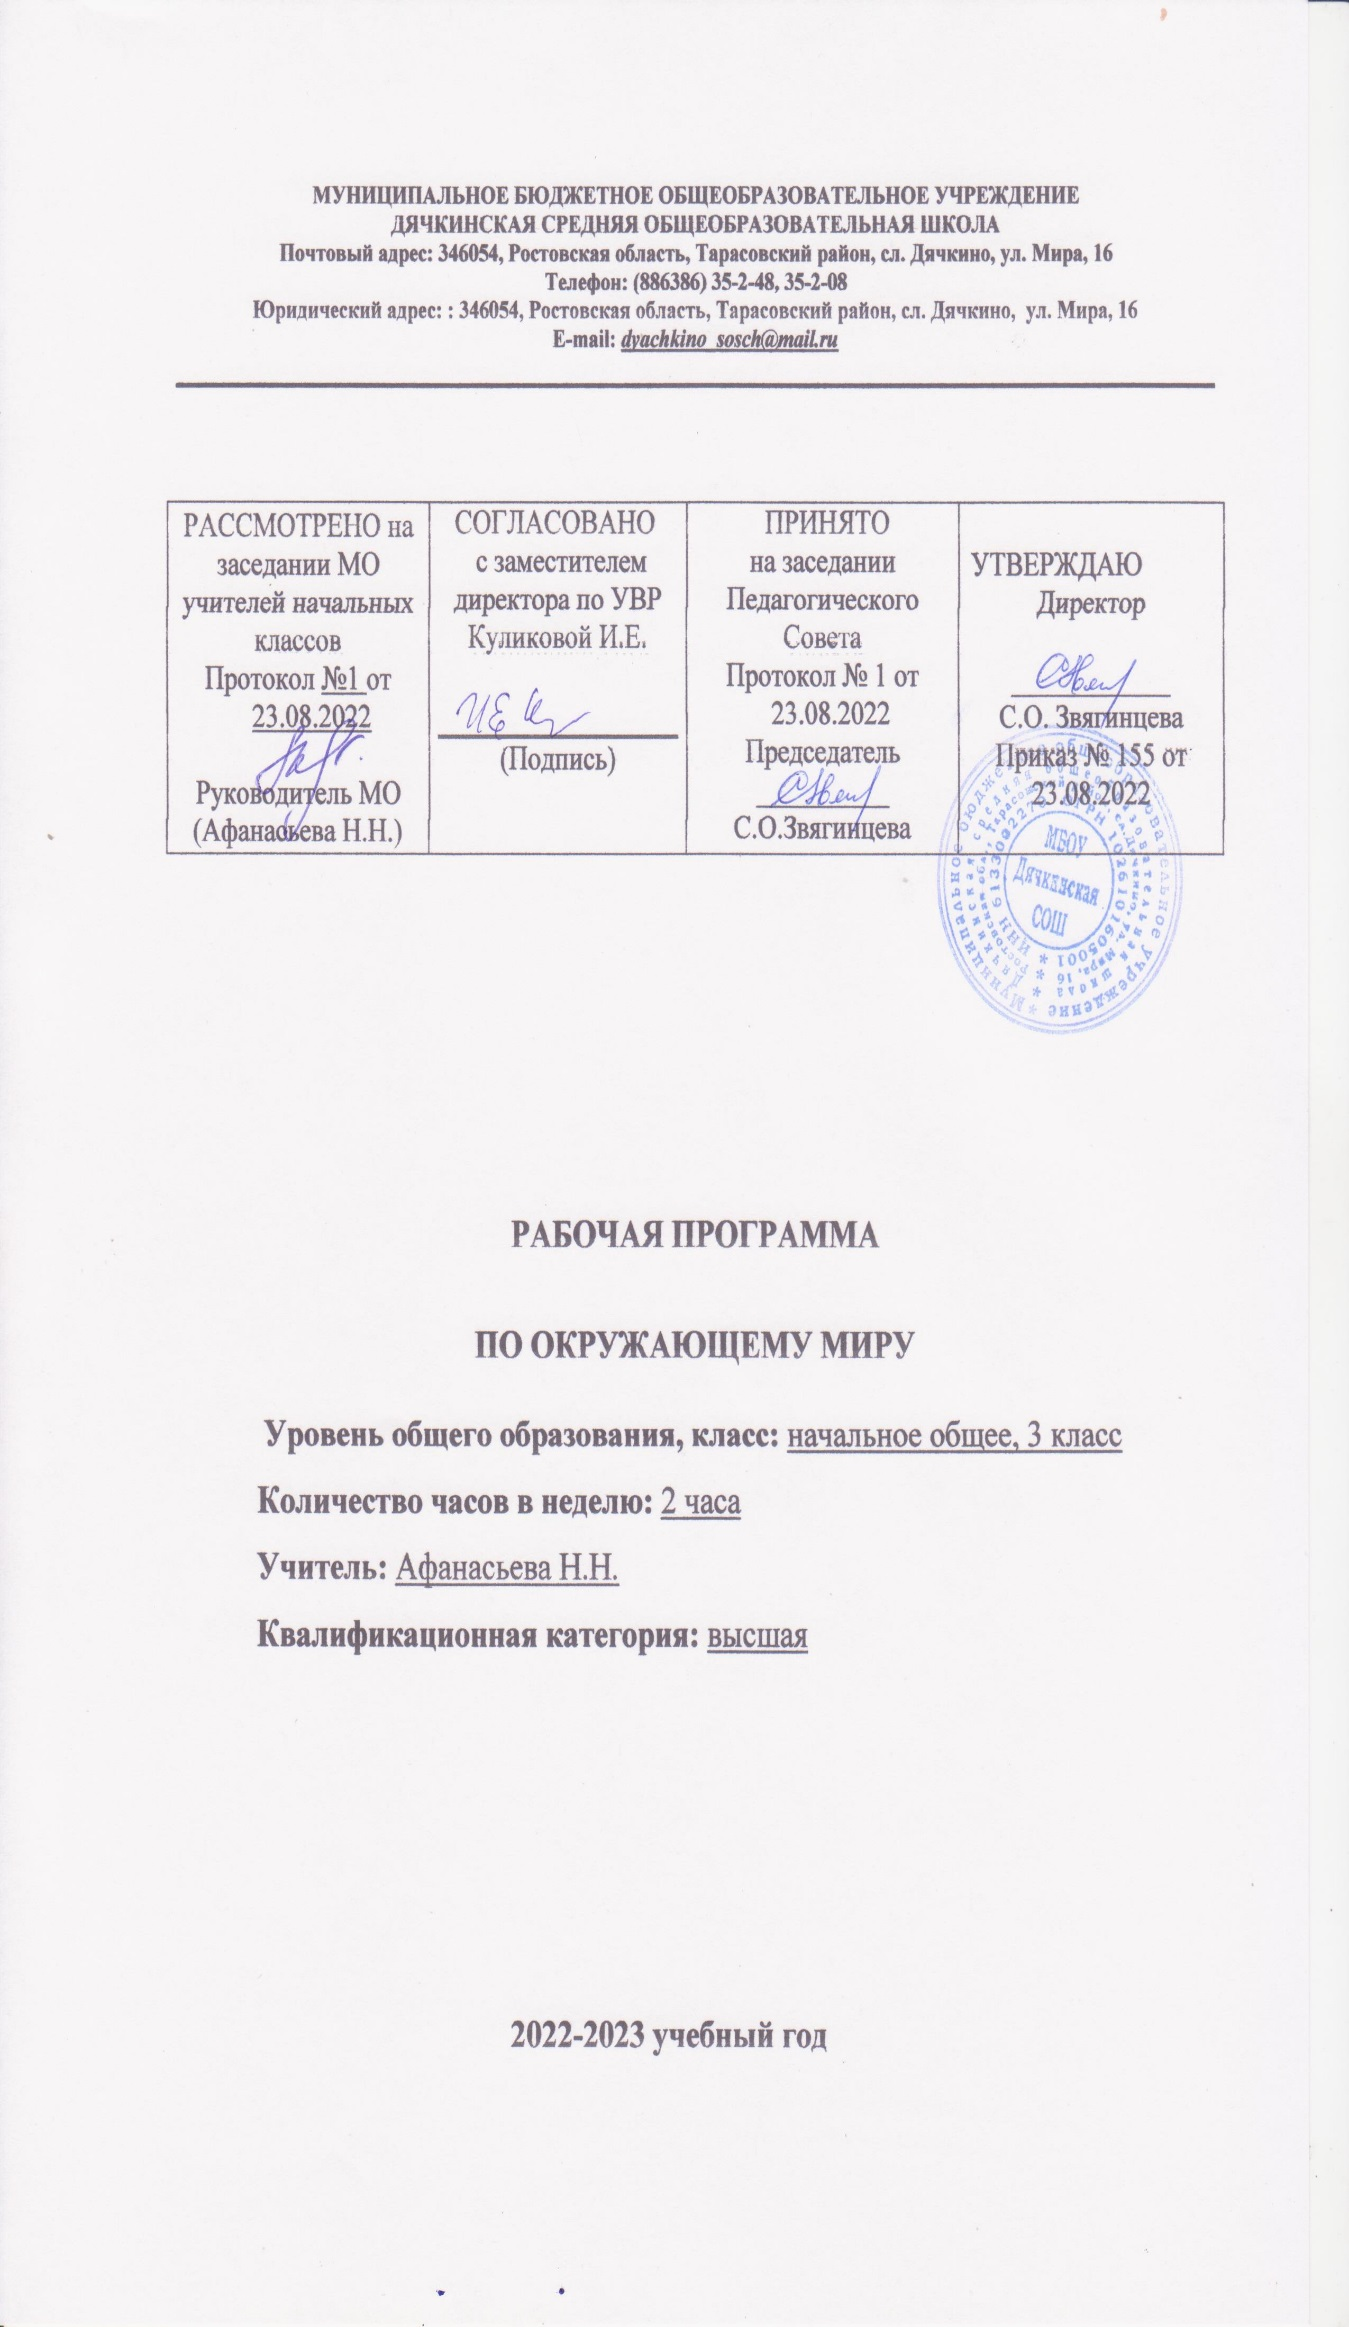 МУНИЦИПАЛЬНОЕ БЮДЖЕТНОЕ ОБЩЕОБРАЗОВАТЕЛЬНОЕ УЧРЕЖДЕНИЕ
ДЯЧКИНСКАЯ СРЕДНЯЯ ОБЩЕОБРАЗОВАТЕЛЬНАЯ ШКОЛА
Почтовый адрес: 346054, Ростовская область, Тарасовский район, сл. Дячкино, ул. Мира, 16
Телефон: (886386) 35-2-48, 35-2-08
Юридический адрес: : 346054, Ростовская область, Тарасовский район, сл. Дячкино, ул. Мира, 16
E-mail: dyachkino_sosch@mail.ru
РАССМОТРЕНО на
заседании МО
учителей начальных
классов
Протокол №1 от
23.08.2022
Руководитель МО
(Афанасьева Н.Н.)
СОГЛАСОВАНО
с заместителем
директора по УВР
Куликовой И.Е.
(Подпись)
ПРИНЯТО
на заседании
Педагогического
Совета
Протокол № 1 от
23.08.2022
Председатель
С.О.Звягинцева
УТВЕРЖДАЮ
Директор
С.О. Звягинцева
Приказ № 155 от
23.08.2022
МБОУ
Дячкинская
СОШ
РАБОЧАЯ ПРОГРАММА
ПО ОКРУЖАЮЩЕМУ МИРУ
Уровень общего образования, класс: начальное общее, 3 класс
Количество часов в неделю: 2 часа
Учитель: Афанасьева Н.Н.
Квалификационная категория: высшая
2022-2023 учебный год